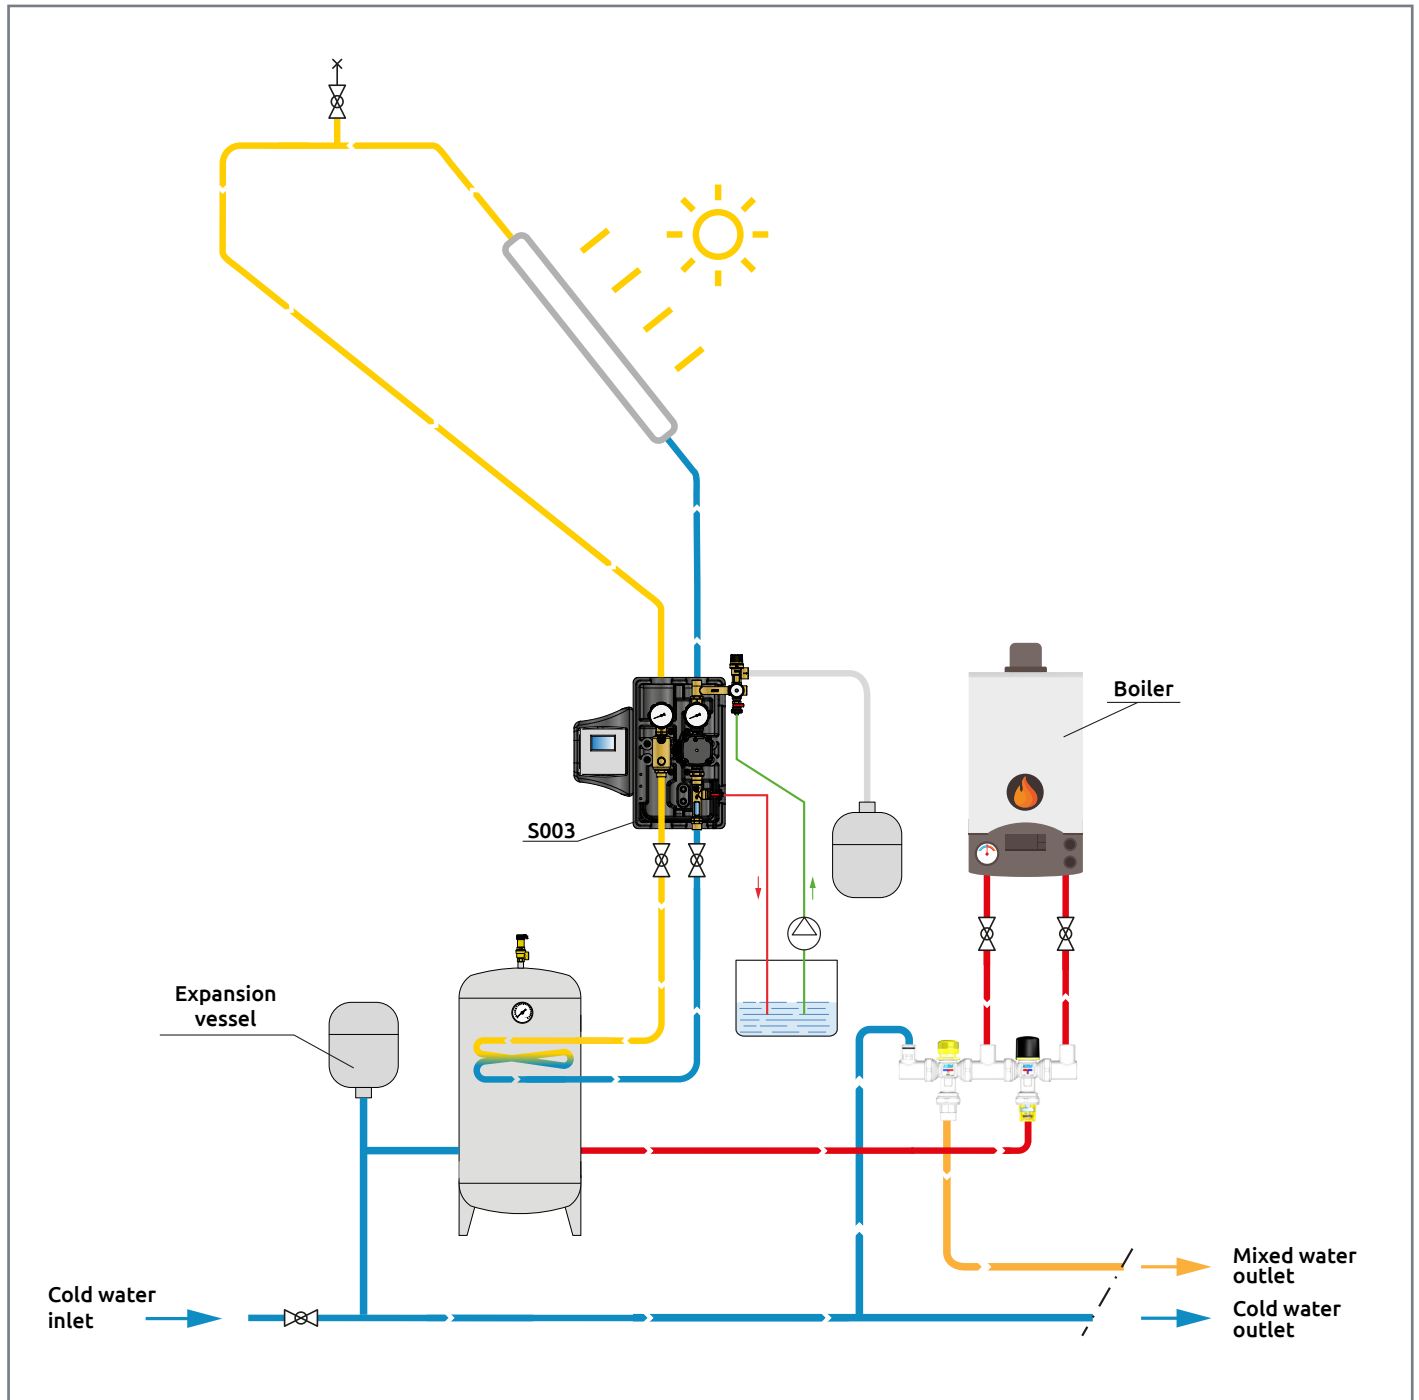 Boiler
S003
Expansion
vessel
Mixed water
outlet
Cold water
inlet
Cold water
outlet